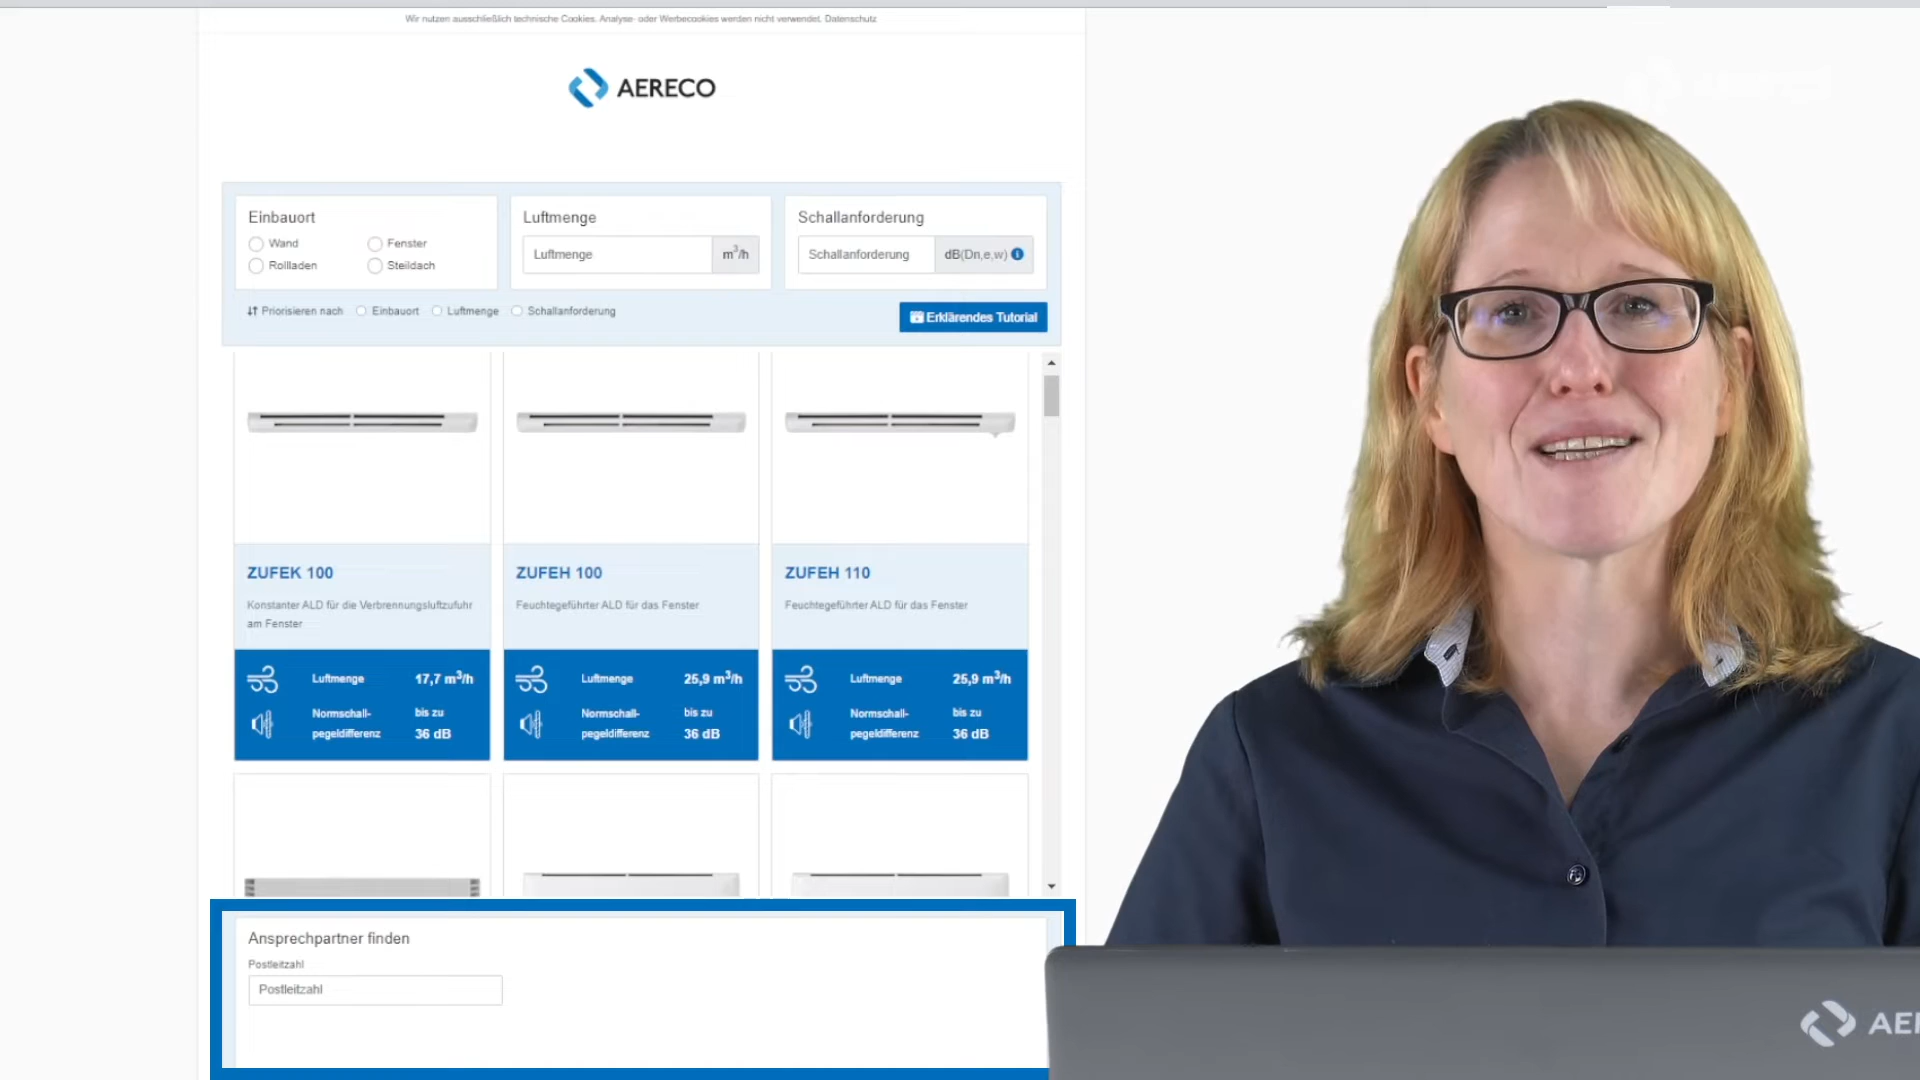 Wir nutzen ausschließlich technische Cookies. Analyse- oder Werbecookies werden nicht verwendet. Datenschutz
AERECO
Einbauort
Wand
Fenster
Rollladen
Steildach
Luftmenge
Luftmenge
m³/h
Schallanforderung
Schallanforderung
dB(Dn,e,w)
Priorisieren nach
Einbauort
Luftmenge
Schallanforderung
Erklärendes Tutorial
ZUFEK 100
Konstanter ALD für die Verbrennungsluftzufuhr
am Fenster
Luftmenge
17,7 m³/h
Normschall-
pegeldifferenz
bis zu
36 dB
ZUFEH 100
Feuchtegeführter ALD für das Fenster
Luftmenge
25,9 m³/h
Normschall-
pegeldifferenz
bis zu
36 dB
ZUFEH 110
Feuchtegeführter ALD für das Fenster
Luftmenge
25,9 m³/h
Normschall-
pegeldifferenz
bis zu
36 dB
Ansprechpartner finden
Postleitzahl
Postleitzahl